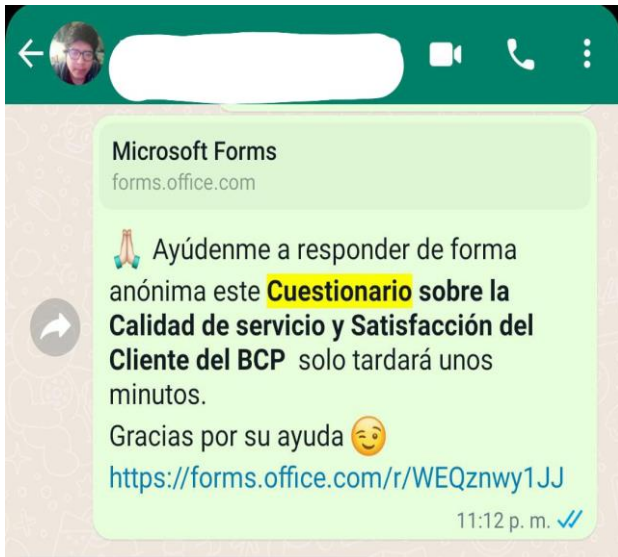 Microsoft Forms
forms.office.com
🙏🏻 Ayúdenme a responder de forma
anónima este Cuestionario sobre la
Calidad de servicio y Satisfacción del
Cliente del BCP solo tardará unos
minutos.
Gracias por su ayuda 😉
https://forms.office.com/r/WEQznwy1JJ
11:12 p. m.